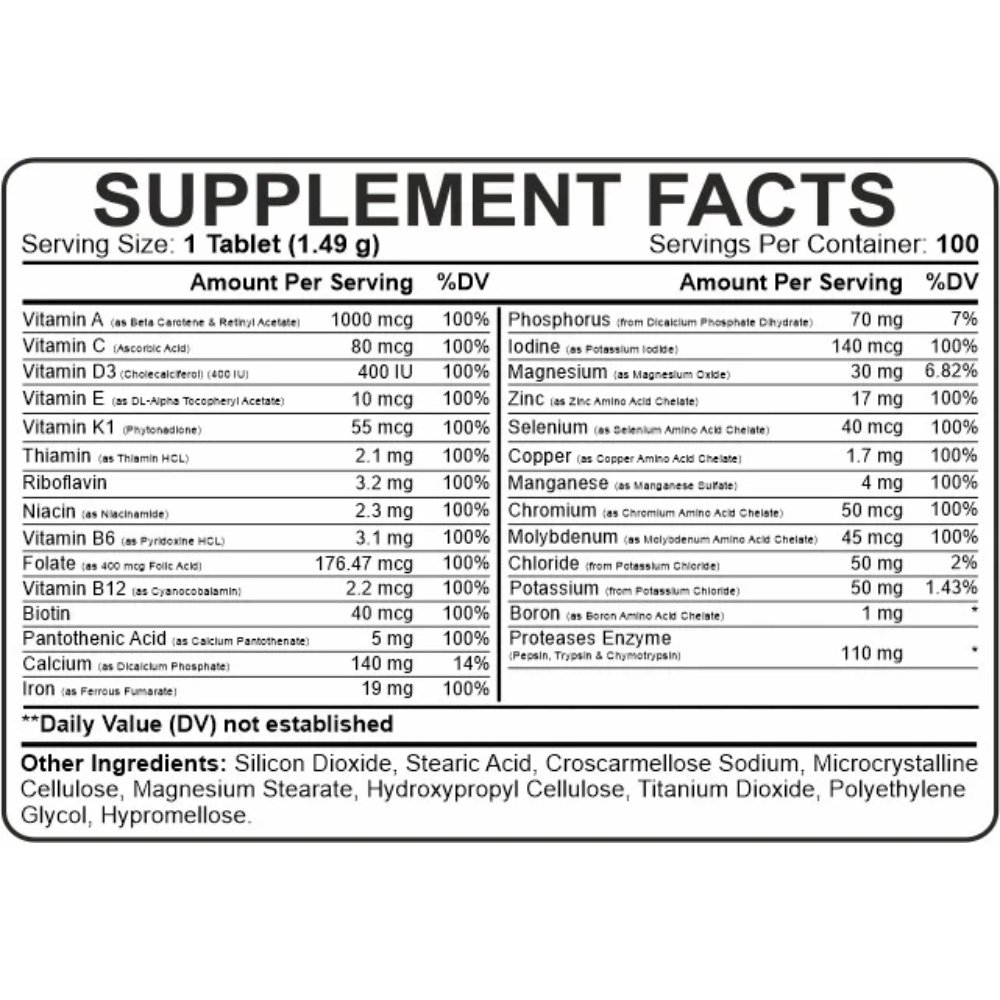 SUPPLEMENT FACTS
Serving Size: 1 Tablet (1.49 g) Servings Per Container: 100
Amount Per Serving %DV
Vitamin A (as Beta Carotene & Retinyl Acetate) 1000 mcg 100%
Vitamin C (Ascorbic Acid) 80 mcg 100%
Vitamin D3 (Cholecalciferol) (400 IU) 400 IU 100%
Vitamin E (as DL-Alpha Tocopheryl Acetate) 10 mcg 100%
Vitamin K1 (Phytonadione) 55 mcg 100%
Thiamin (as Thiamin HCL) 2.1 mg 100%
Riboflavin 3.2 mg 100%
Niacin (as Niacinamide) 2.3 mg 100%
Vitamin B6 (as Pyridoxine HCL) 3.1 mg 100%
Folate (as 400 mcg Folic Acid) 176.47 mcg 100%
Vitamin B12 (as Cyanocobalamin) 2.2 mcg 100%
Biotin 40 mcg 100%
Pantothenic Acid (as Calcium Pantothenate) 5 mg 100%
Calcium (as Dicalcium Phosphate) 140 mg 14%
Iron (as Ferrous Fumarate) 19 mg 100%
Amount Per Serving %DV
Phosphorus (from Dicalcium Phosphate Dihydrate) 70 mg 7%
Iodine (as Potassium Iodide) 140 mcg 100%
Magnesium (as Magnesium Oxide) 30 mg 6.82%
Zinc (as Zinc Amino Acid Chelate) 17 mg 100%
Selenium (as Selenium Amino Acid Chelate) 40 mcg 100%
Copper (as Copper Amino Acid Chelate) 1.7 mg 100%
Manganese (as Manganese Sulfate) 4 mg 100%
Chromium (as Chromium Amino Acid Chelate) 50 mcg 100%
Molybdenum (as Molybdenum Amino Acid Chelate) 45 mcg 100%
Chloride (from Potassium Chloride) 50 mg 2%
Potassium (from Potassium Chloride) 50 mg 1.43%
Boron (as Boron Amino Acid Chelate) 1 mg *
Proteases Enzyme
(Pepsin, Trypsin & Chymotrypsin) 110 mg *
**Daily Value (DV) not established
Other Ingredients: Silicon Dioxide, Stearic Acid, Croscarmellose Sodium, Microcrystalline
Cellulose, Magnesium Stearate, Hydroxypropyl Cellulose, Titanium Dioxide, Polyethylene
Glycol, Hypromellose.